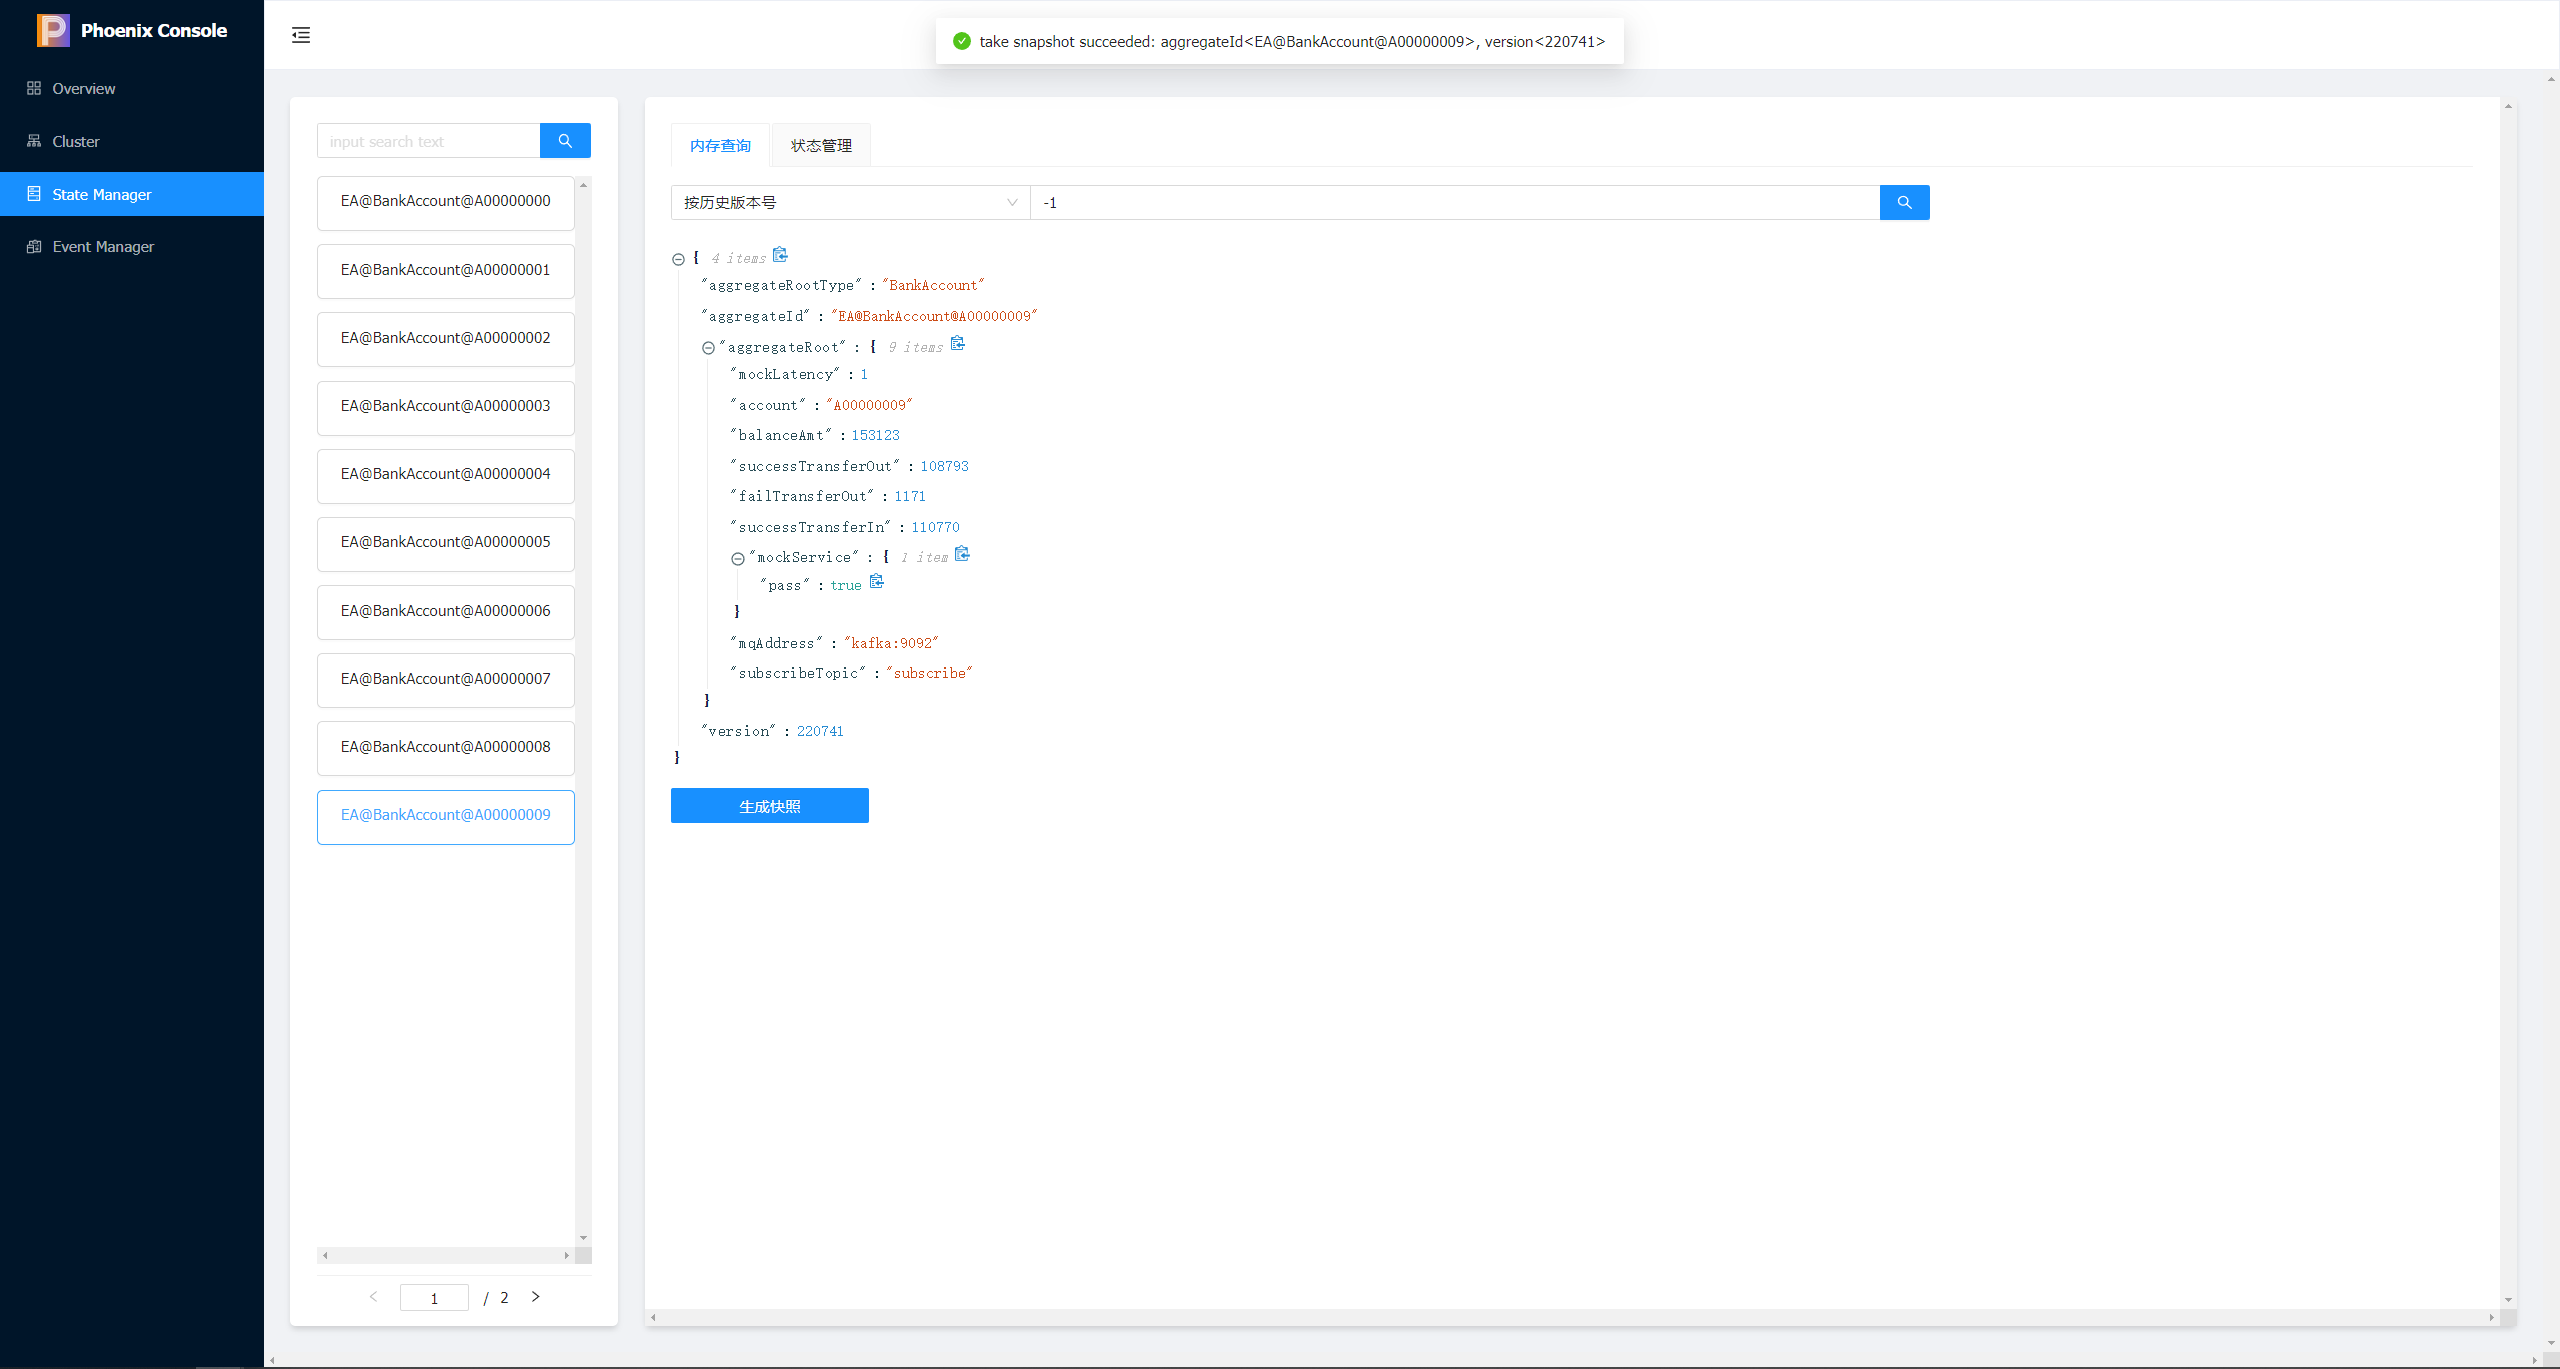 Phoenix Console
take snapshot succeeded: aggregateId<EA@BankAccount@A00000009>, version<220741>
Overview
Cluster
State Manager
Event Manager
input search text
EA@BankAccount@A00000000
EA@BankAccount@A00000001
EA@BankAccount@A00000002
EA@BankAccount@A00000003
EA@BankAccount@A00000004
EA@BankAccount@A00000005
EA@BankAccount@A00000006
EA@BankAccount@A00000007
EA@BankAccount@A00000008
EA@BankAccount@A00000009
1 / 2
内存查询 状态管理
按历史版本号 -1
{ 4 items
"aggregateRootType" : "BankAccount"
"aggregateId" : "EA@BankAccount@A00000009"
"aggregateRoot" : { 9 items
"mockLatency" : 1
"account" : "A00000009"
"balanceAmt" : 153123
"successTransferOut" : 108793
"failTransferOut" : 1171
"successTransferIn" : 110770
"mockService" : { 1 item
"pass" : true
}
"mqAddress" : "kafka:9092"
"subscribeTopic" : "subscribe"
}
"version" : 220741
}
生成快照